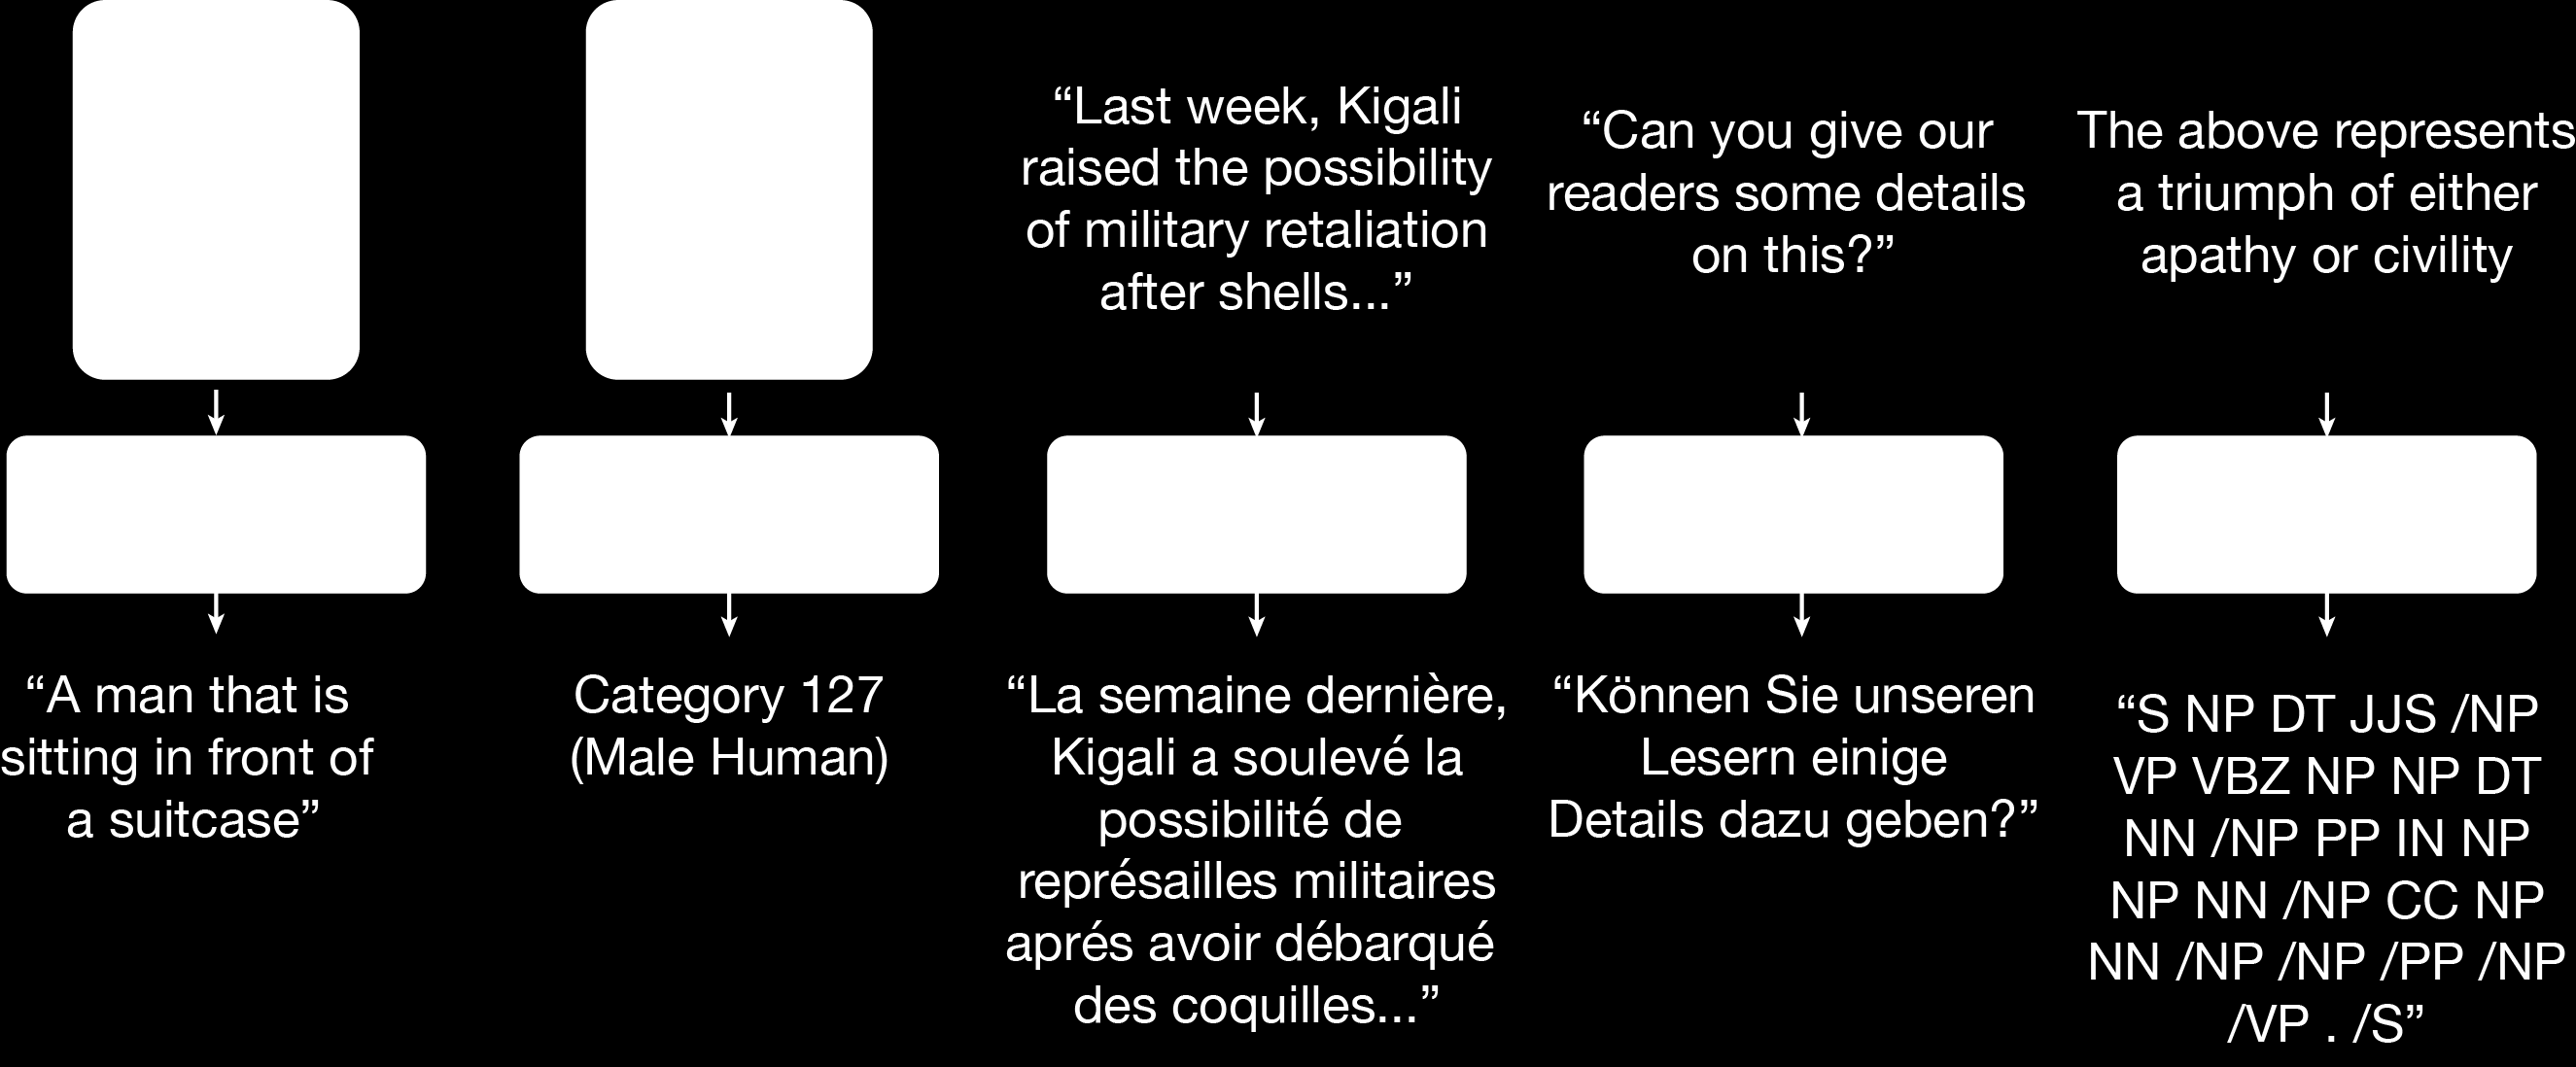 “Last week, Kigali
raised the possibility
of military retaliation
after shells...”
“Can you give our
readers some details
on this?”
The above represents
a triumph of either
apathy or civility
“A man that is
sitting in front of
a suitcase”
Category 127
(Male Human)
“La semaine dernière,
Kigali a soulevé la
possibilité de
représailles militaires
aprés avoir débarqué
des coquilles...”
“Können Sie unseren
Lesern einige
Details dazu geben?”
“S NP DT JJS /NP
VP VBZ NP NP DT
NN /NP PP IN NP
NP NN /NP CC NP
NN /NP /NP /PP /NP
/VP . /S”